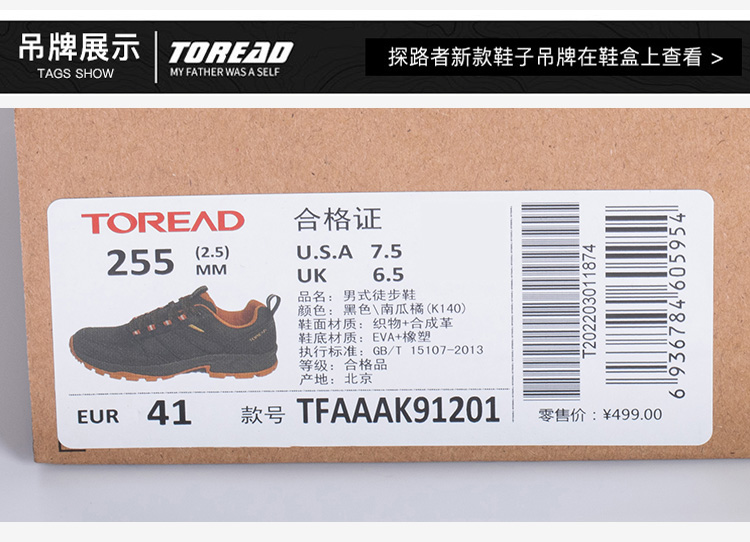 吊牌展示
TAGS SHOW
TOREAD
MY FATHER WAS A SELF
探路者新款鞋子吊牌在鞋盒上查看 >
TOREAD
255 (2.5) MM
合格证
U.S.A 7.5
UK 6.5
品名：男式徒步鞋
颜色：黑色\南瓜橘(K140)
鞋面材质：织物+合成革
鞋底材质：EVA+橡塑
执行标准：GB/T 15107-2013
等级：合格品
产地：北京
TOREAD
T202203011874
6 936784 605954
EUR 41
款号 TFAAAK91201
零售价：¥499.00